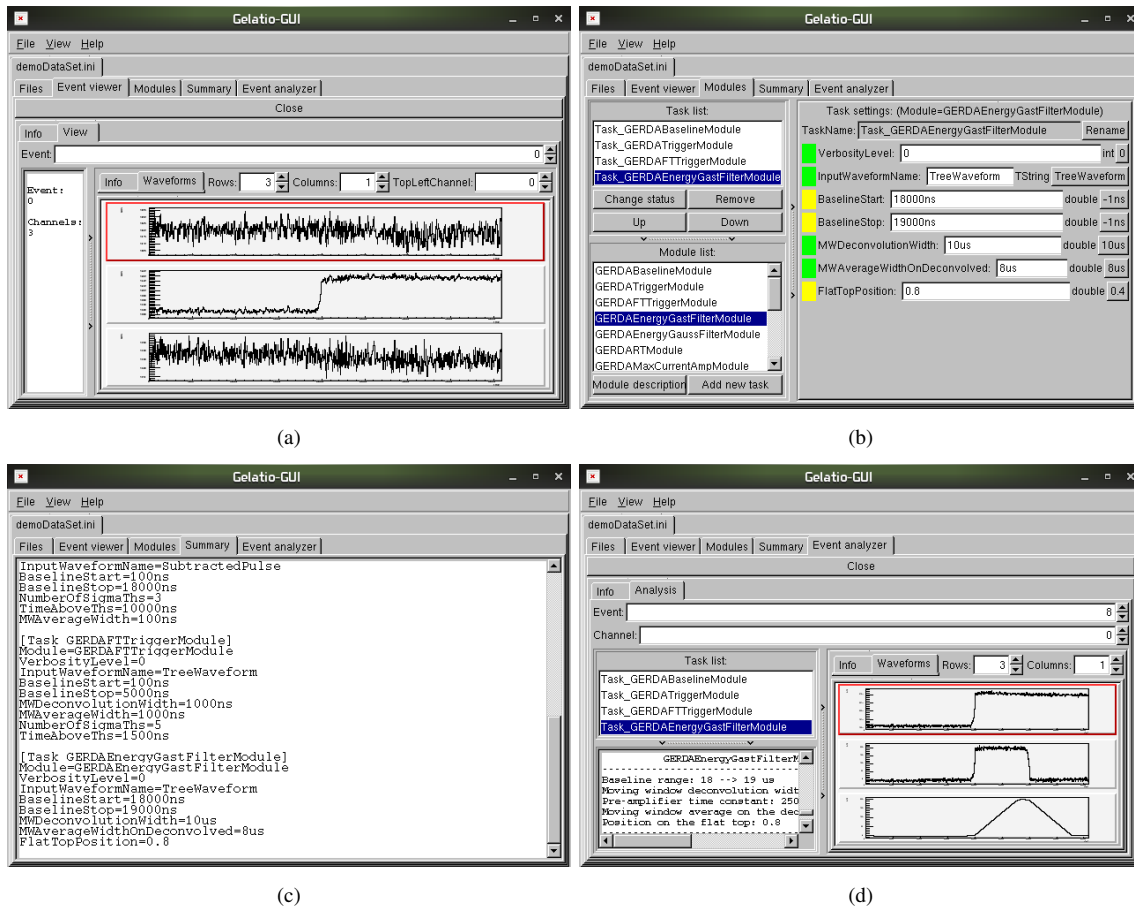 Gelatio-GUI
File View Help
demoDataSet.ini
Files Event viewer Modules Summary Event analyzer
Close
Info View
Event: 0
Info Waveforms Rows: 3 Columns: 1 TopLeftChannel: 0
Event:
0
Channels:
3
(a)
Gelatio-GUI
File View Help
demoDataSet.ini
Files Event viewer Modules Summary Event analyzer
Task list:
Task_GERDABaselineModule
Task_GERDATriggerModule
Task_GERDAFTTriggerModule
Task_GERDAEnergyGastFilterModule
Change status Remove
Up Down
Module list:
GERDABaselineModule
GERDATriggerModule
GERDAFTTriggerModule
GERDAEnergyGastFilterModule
GERDAEnergyGaussFilterModule
GERDARTModule
GERDAMaxCurrentAmpModule
Module description Add new task
Task settings: (Module=GERDAEnergyGastFilterModule)
TaskName: Task_GERDAEnergyGastFilterModule Rename
VerbosityLevel: 0 int 0
InputWaveformName: TreeWaveform TString TreeWaveform
BaselineStart: 18000ns double -1ns
BaselineStop: 19000ns double -1ns
MWDeconvolutionWidth: 10us double 10us
MWAverageWidthOnDeconvolved: 8us double 8us
FlatTopPosition: 0.8 double 0.4
(b)
Gelatio-GUI
File View Help
demoDataSet.ini
Files Event viewer Modules Summary Event analyzer
InputWaveformName=SubtractedPulse
BaselineStart=100ns
BaselineStop=18000ns
NumberOfSigmaThs=3
TimeAboveThs=10000ns
MWAverageWidth=100ns
[Task GERDAFTTriggerModule]
Module=GERDAFTTriggerModule
VerbosityLevel=0
InputWaveformName=TreeWaveform
BaselineStart=100ns
BaselineStop=5000ns
MWDeconvolutionWidth=1000ns
MWAverageWidth=1000ns
NumberOfSigmaThs=5
TimeAboveThs=1500ns
[Task GERDAEnergyGastFilterModule]
Module=GERDAEnergyGastFilterModule
VerbosityLevel=0
InputWaveformName=TreeWaveform
BaselineStart=18000ns
BaselineStop=19000ns
MWDeconvolutionWidth=10us
MWAverageWidthOnDeconvolved=8us
FlatTopPosition=0.8
(c)
Gelatio-GUI
File View Help
demoDataSet.ini
Files Event viewer Modules Summary Event analyzer
Close
Info Analysis
Event: 8
Channel: 0
Task list:
Task_GERDABaselineModule
Task_GERDATriggerModule
Task_GERDAFTTriggerModule
Task_GERDAEnergyGastFilterModule
GERDAEnergyGastFilterM
Baseline range: 18 --> 19 us
Moving window deconvolution widt
Pre-amplifier time constant: 250
Moving window average on the dec
Position on the flat top: 0.8
Info Waveforms Rows: 3 Columns: 1
(d)